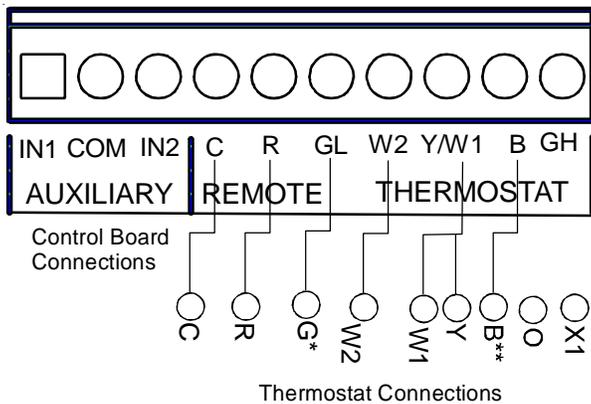 IN1 COM IN2 C R GL W2 Y/W1 B GH
AUXILIARY REMOTE THERMOSTAT
Control Board
Connections
C R G* W2 W1 Y B** O X1
Thermostat Connections